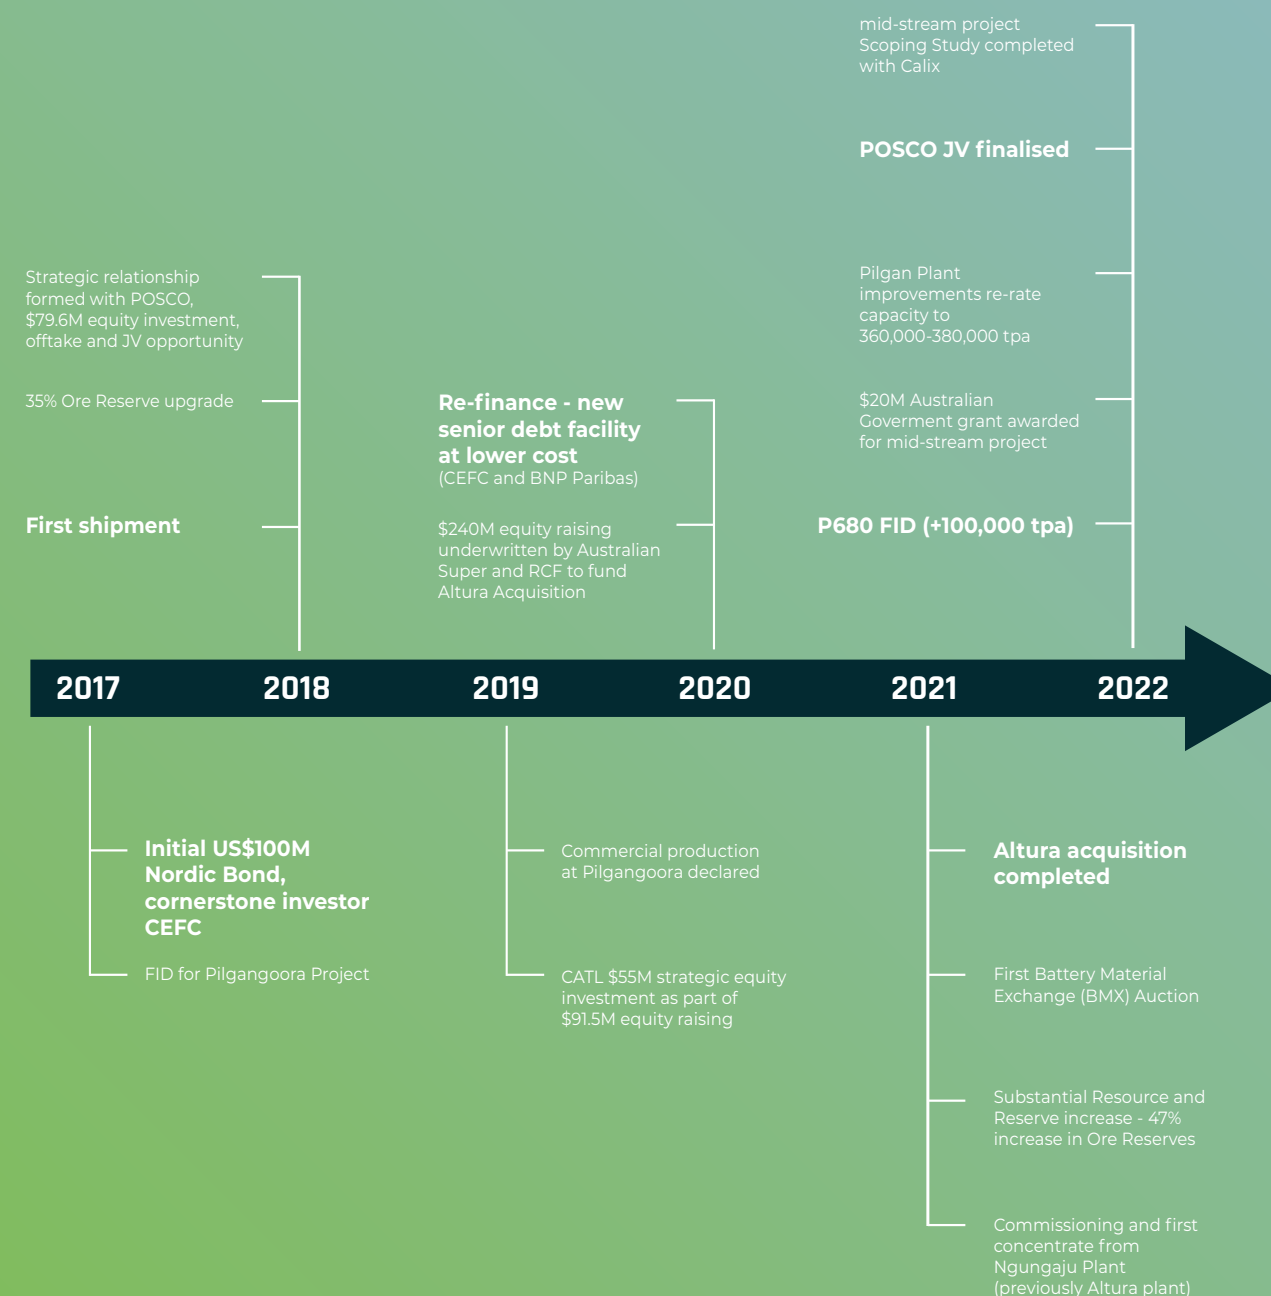 mid-stream project
Scoping Study completed
with Calix
POSCO JV finalised
Pilgan Plant
improvements re-rate
capacity to
360,000-380,000 tpa
$20M Australian
Goverment grant awarded
for mid-stream project
P680 FID (+100,000 tpa)
Strategic relationship
formed with POSCO,
$79.6M equity investment,
offtake and JV opportunity
35% Ore Reserve upgrade
First shipment
Re-finance - new
senior debt facility
at lower cost
(CEFC and BNP Paribas)
$240M equity raising
underwritten by Australian
Super and RCF to fund
Altura Acquisition
2017 2018 2019 2020 2021 2022
Initial US$100M
Nordic Bond,
cornerstone investor
CEFC
FID for Pilgangoora Project
Commercial production
at Pilgangoora declared
CATL $55M strategic equity
investment as part of
$91.5M equity raising
Altura acquisition
completed
First Battery Material
Exchange (BMX) Auction
Substantial Resource and
Reserve increase - 47%
increase in Ore Reserves
Commissioning and first
concentrate from
Ngungaju Plant
(previously Altura plant)